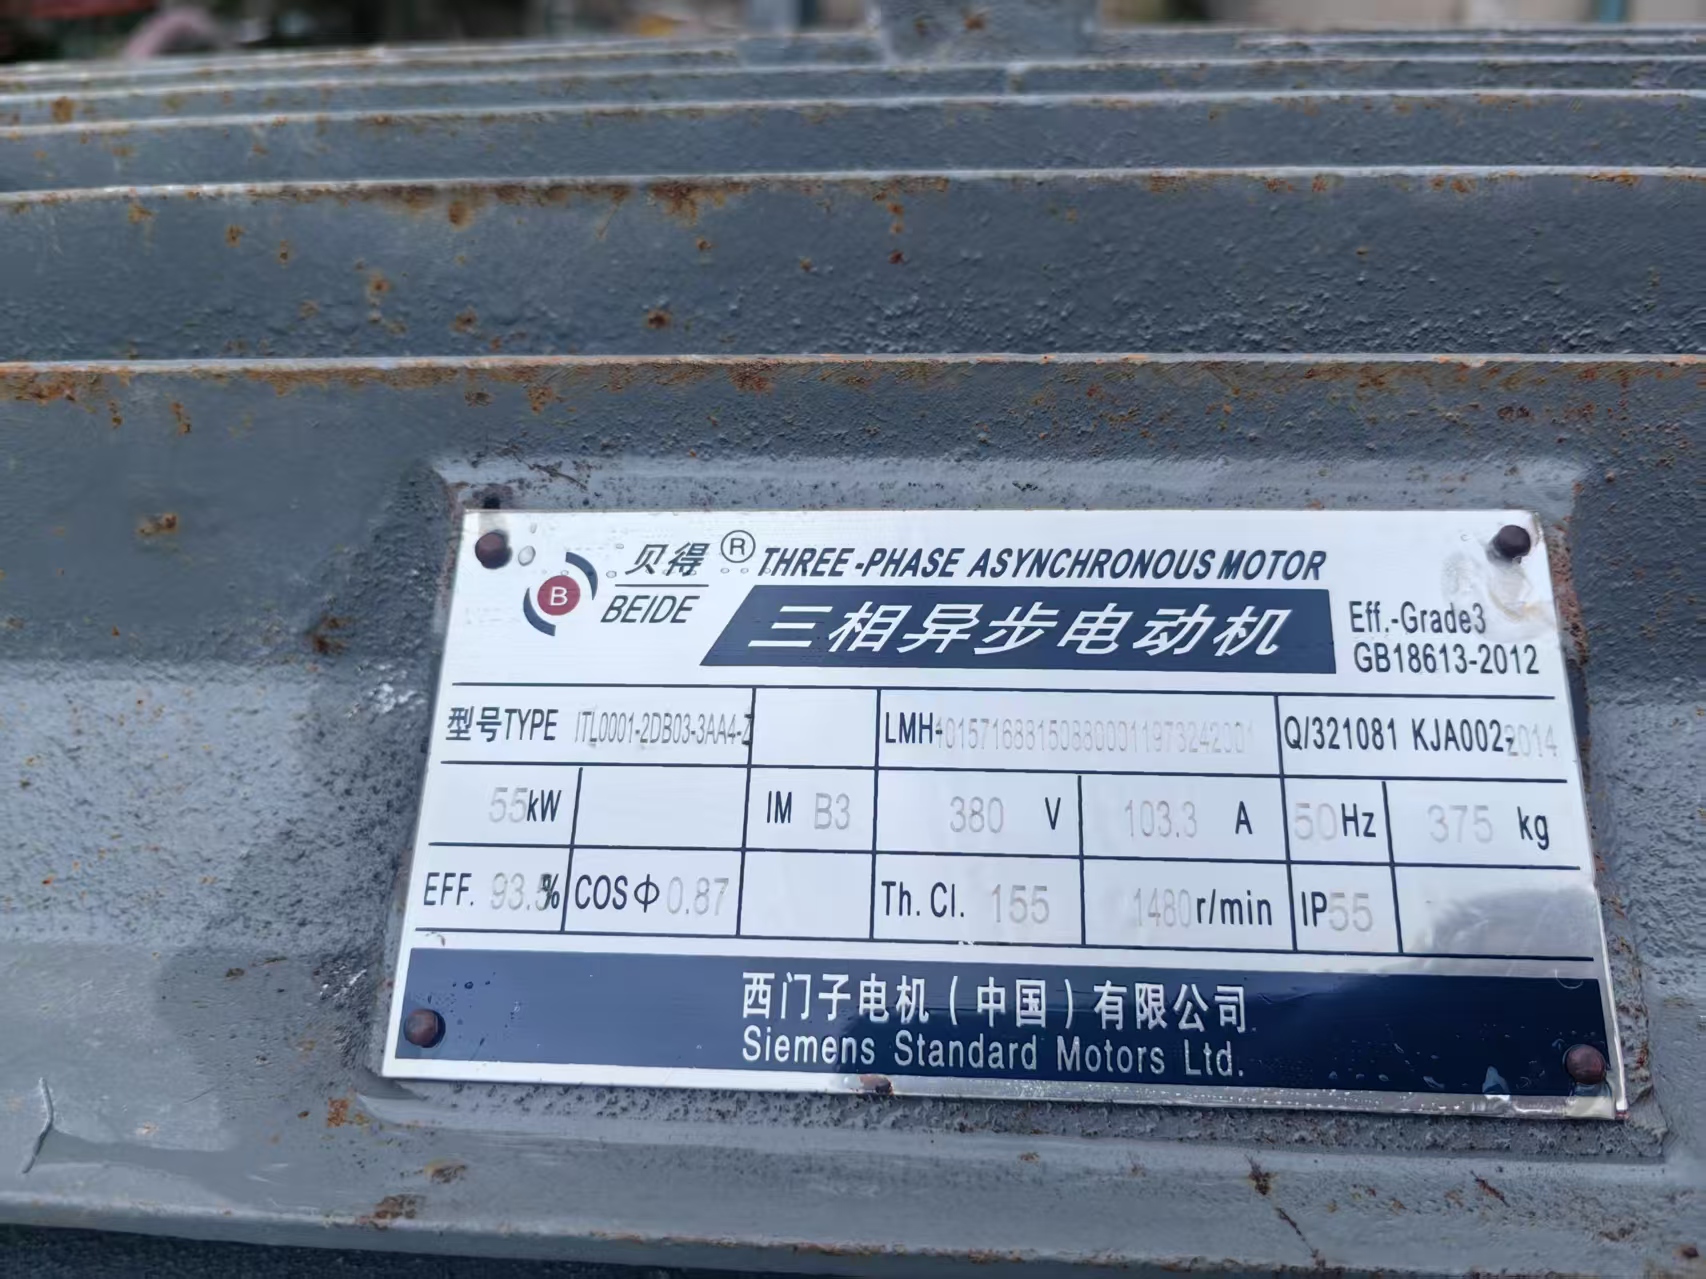 贝得 ® THREE-PHASE ASYNCHRONOUS MOTOR
B BEIDE 三相异步电动机 Eff.-Grade3
GB18613-2012
型号TYPE 1TL0001-2DB03-3AA4-Z LMH- Q/321081 KJA002-2014
55kW IM B3 380 V 103.3 A 50Hz 375 kg
EFF. 93.5% COSΦ0.87 Th.Cl. 155 1480r/min IP55
西门子电机(中国)有限公司
Siemens Standard Motors Ltd.